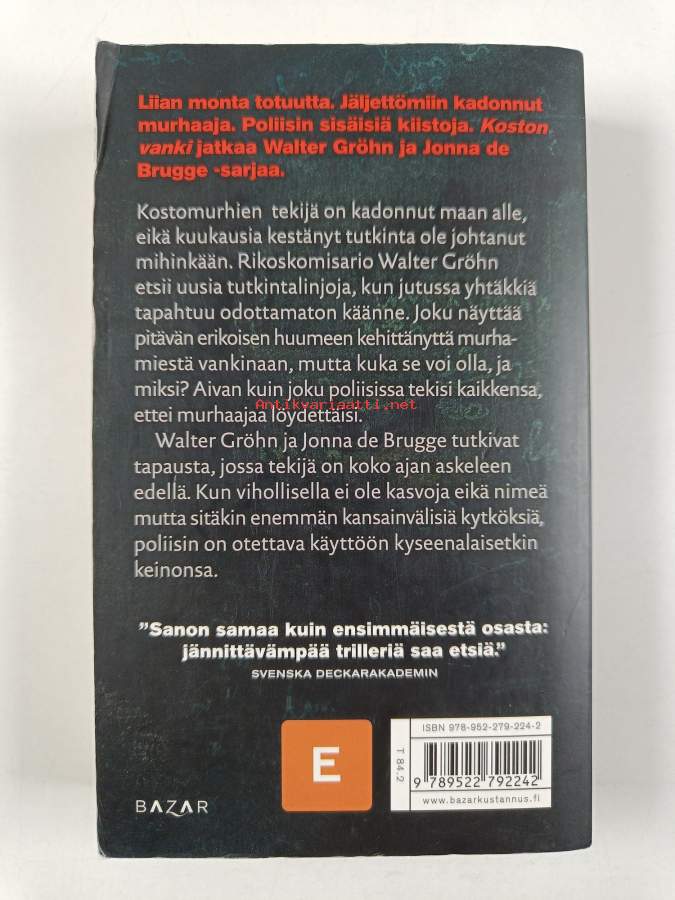 Liian monta totuutta. Jäljettömiin kadonnut
murhaaja. Poliisin sisäisiä kiistoja. Koston
vanki jatkaa Walter Gröhn ja Jonna de
Brugge -sarjaa.
Kostomurhien tekijä on kadonnut maan alle,
eikä kuukausia kestänyt tutkinta ole johtanut
mihinkään. Rikoskomisario Walter Gröhn
etsii uusia tutkintalinjoja, kun jutussa yhtäkkiä
tapahtuu odottamaton käänne. Joku näyttää
pitävän erikoisen huumeen kehittänyttä murha-
miestä vankinaan, mutta kuka se voi olla, ja
miksi? Aivan kuin joku poliisissa tekisi kaikkensa,
Antikvariaatti.net
ettei murhaajaa löydettäisi.
Walter Gröhn ja Jonna de Brugge tutkivat
tapausta, jossa tekijä on koko ajan askeleen
edellä. Kun vihollisella ei ole kasvoja eikä nimeä
mutta sitäkin enemmän kansainvälisiä kytköksiä,
poliisin on otettava käyttöön kyseenalaisetkin
keinonsa.
”Sanon samaa kuin ensimmäisestä osasta:
jännittävämpää trilleriä saa etsiä.”
SVENSKA DECKARAKADEMIN
BAZAR
E
T 84.2
ISBN 978-952-279-224-2
9 789522 792242
www.bazarkustannus.fi